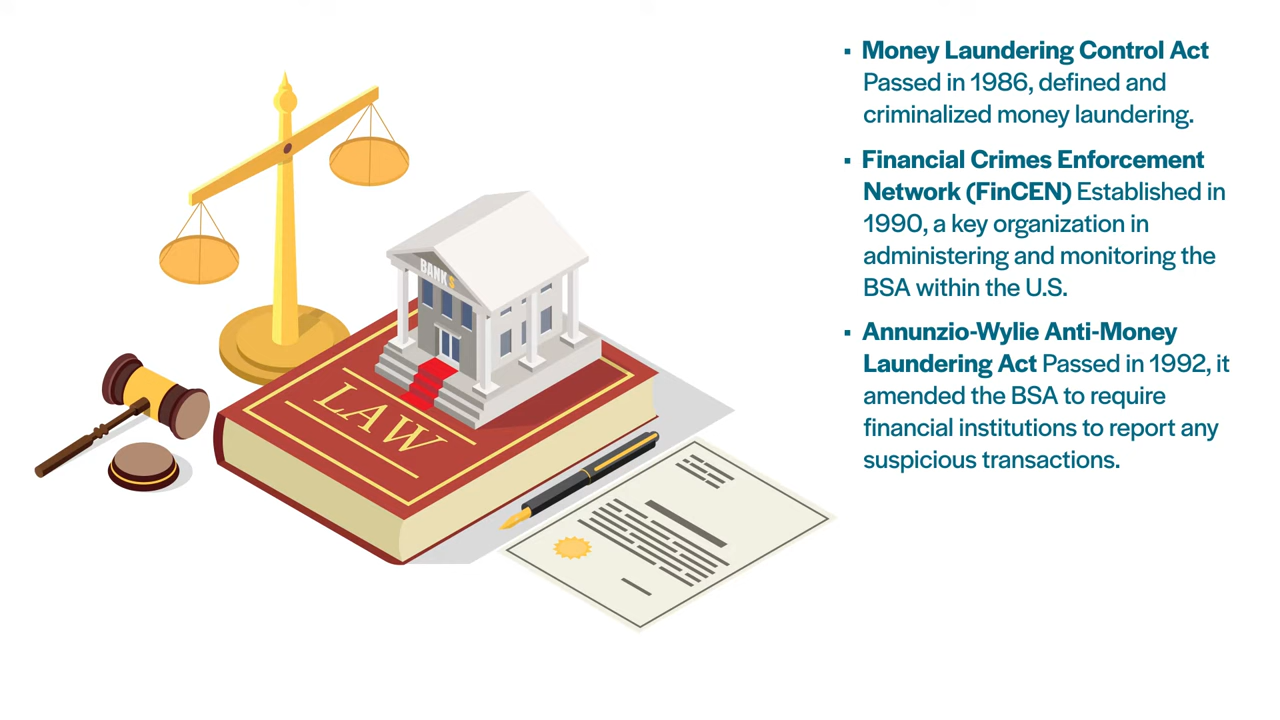 BANK $
LAW
▪ Money Laundering Control Act
Passed in 1986, defined and
criminalized money laundering.
▪ Financial Crimes Enforcement
Network (FinCEN) Established in
1990, a key organization in
administering and monitoring the
BSA within the U.S.
▪ Annunzio-Wylie Anti-Money
Laundering Act Passed in 1992, it
amended the BSA to require
financial institutions to report any
suspicious transactions.